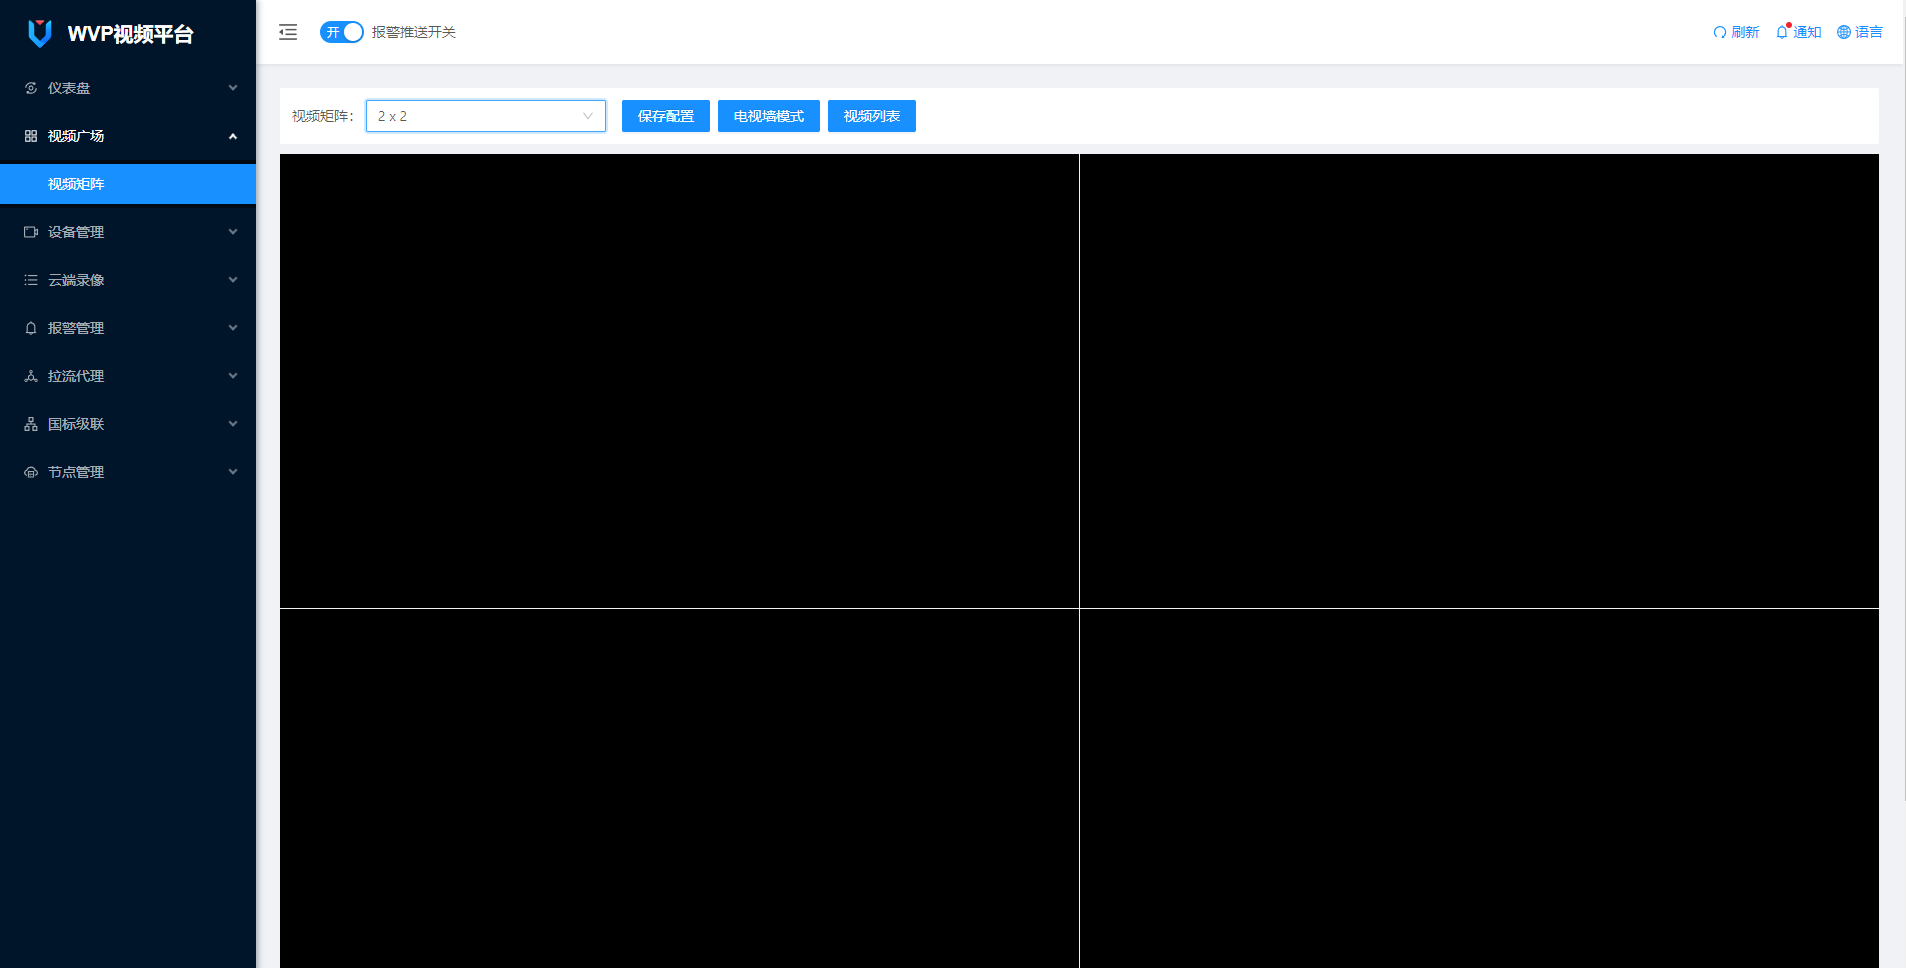 WVP视频平台
开 报警推送开关
刷新 通知 语言
仪表盘
视频广场
视频矩阵
设备管理
云端录像
报警管理
拉流代理
国标级联
节点管理
视频矩阵： 2 x 2 保存配置 电视墙模式 视频列表